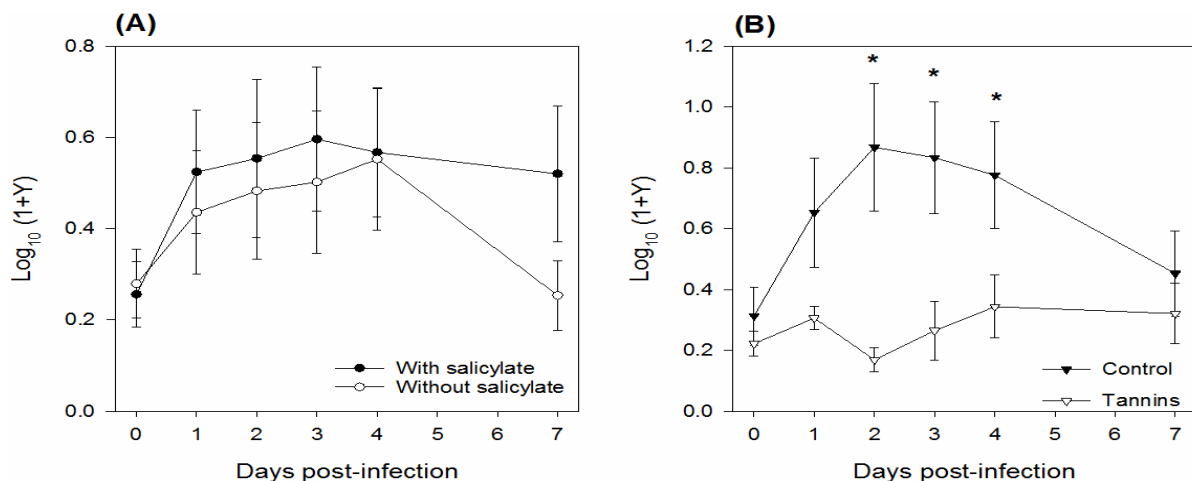 (A)
0.8
0.6
0.4
0.2
0.0
Log10 (1+Y)
With salicylate
Without salicylate
0 1 2 3 4 5 6 7
Days post-infection
(B)
1.2
1.0
0.8
0.6
0.4
0.2
0.0
Log10 (1+Y)
* * *
Control
Tannins
0 1 2 3 4 5 6 7
Days post-infection